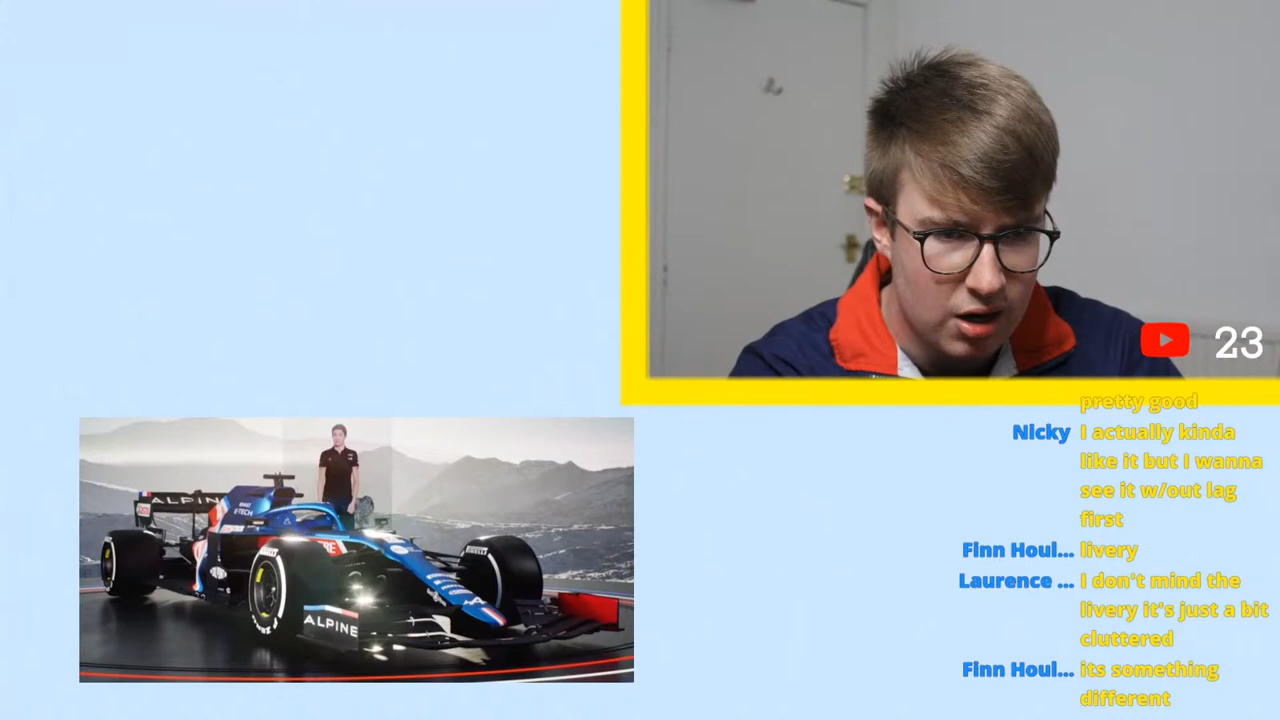 23
pretty good
Nicky I actually kinda
like it but I wanna
see it w/out lag
first
Finn Houl... livery
Laurence ... I don't mind the
livery it's just a bit
cluttered
Finn Houl... its something
different
ALPINE
E-TECH
ALPINE